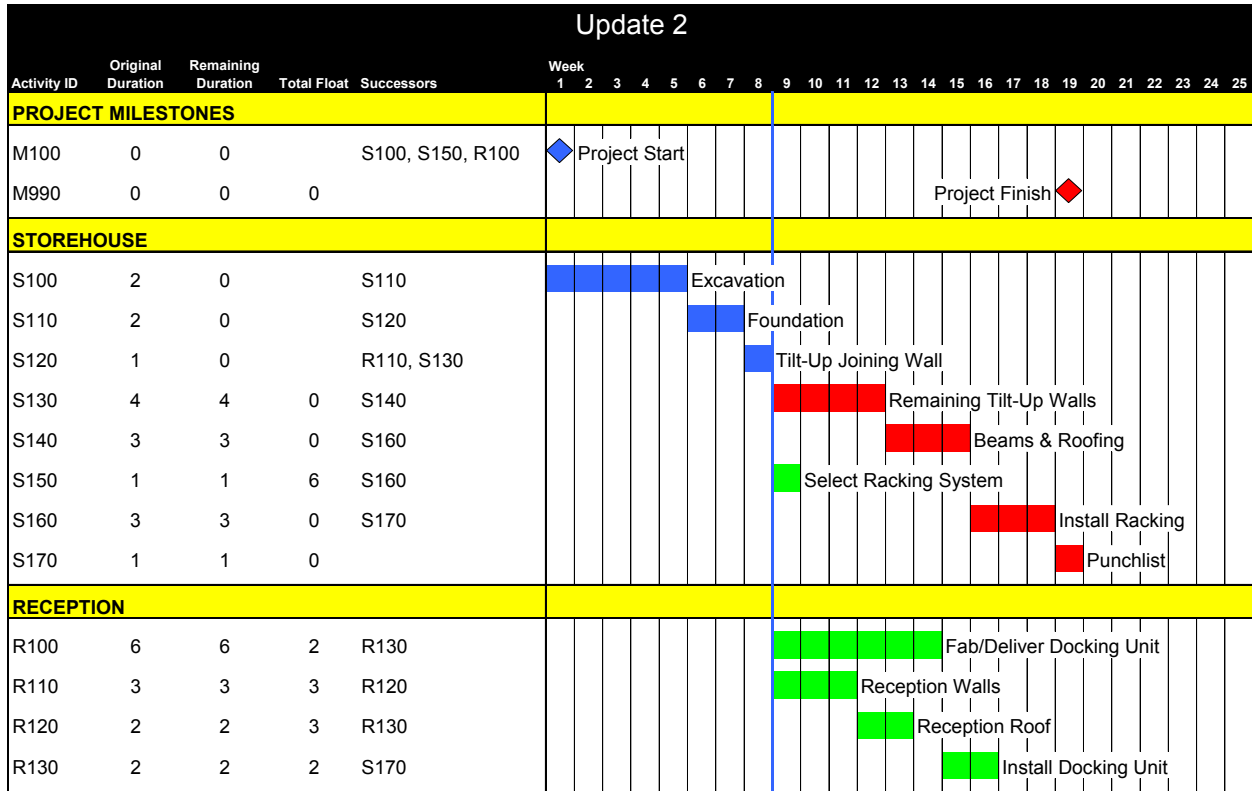 Update 2
Activity ID Original Duration Remaining Duration Total Float Successors Week
1 2 3 4 5 6 7 8 9 10 11 12 13 14 15 16 17 18 19 20 21 22 23 24 25
PROJECT MILESTONES
M100 0 0 S100, S150, R100 Project Start
M990 0 0 0 Project Finish
STOREHOUSE
S100 2 0 S110 Excavation
S110 2 0 S120 Foundation
S120 1 0 R110, S130 Tilt-Up Joining Wall
S130 4 4 0 S140 Remaining Tilt-Up Walls
S140 3 3 0 S160 Beams & Roofing
S150 1 1 6 S160 Select Racking System
S160 3 3 0 S170 Install Racking
S170 1 1 0 Punchlist
RECEPTION
R100 6 6 2 R130 Fab/Deliver Docking Unit
R110 3 3 3 R120 Reception Walls
R120 2 2 3 R130 Reception Roof
R130 2 2 2 S170 Install Docking Unit